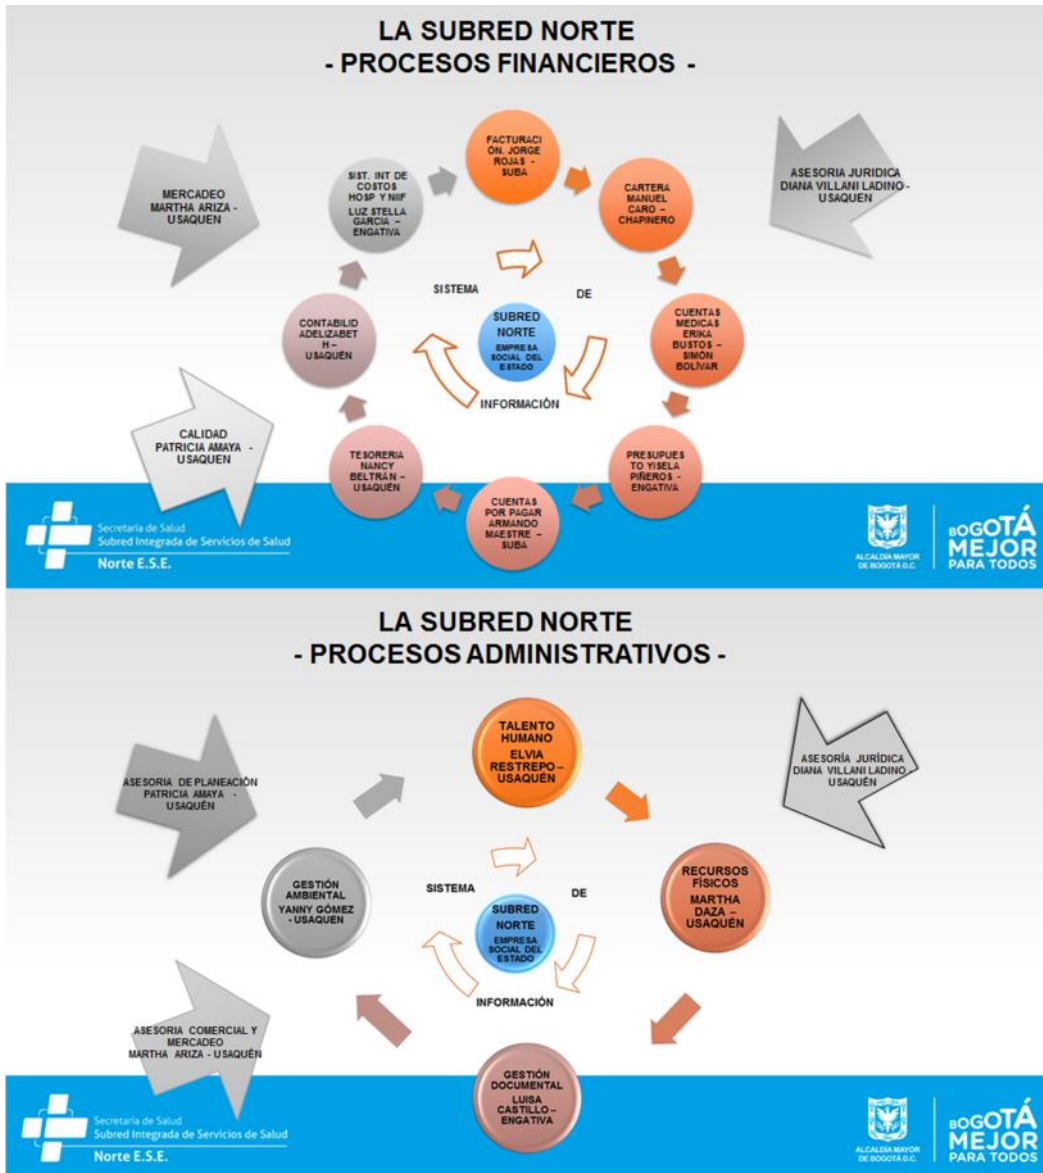 LA SUBRED NORTE
- PROCESOS FINANCIEROS -
MERCADEO
MARTHA ARIZA -
USAQUEN
SIST. INT DE
COSTOS
HOSP Y NIIF
LUZ STELLA
GARCIA –
ENGATIVA
FACTURACI
ÓN. JORGE
ROJAS -
SUBA
CARTERA
MANUEL
CARO –
CHAPINERO
ASESORIA JURIDICA
DIANA VILLANI LADINO -
USAQUEN
SISTEMA
DE
INFORMACIÓN
SUBRED
NORTE
EMPRESA
SOCIAL DEL
ESTADO
CONTABILID
ADELIZABET
H –
USAQUÉN
CUENTAS
MEDICAS
ERIKA
BUSTOS –
SIMÓN
BOLÍVAR
CALIDAD
PATRICIA AMAYA -
USAQUEN
TESORERIA
NANCY
BELTRÁN –
USAQUÉN
CUENTAS
POR PAGAR
ARMANDO
MAESTRE –
SUBA
PRESUPUES
TO YISELA
PIÑEROS -
ENGATIVA
Secretaría de Salud
Subred Integrada de Servicios de Salud
Norte E.S.E.
ALCALDÍA MAYOR
DE BOGOTÁ D.C.
BOGOTÁ
MEJOR
PARA TODOS
LA SUBRED NORTE
- PROCESOS ADMINISTRATIVOS -
ASESORIA DE PLANEACIÓN
PATRICIA AMAYA -
USAQUÉN
TALENTO
HUMANO
ELVIA
RESTREPO –
USAQUÉN
ASESORÍA JURÍDICA
DIANA VILLANI LADINO -
USAQUÉN
GESTIÓN
AMBIENTAL
YANNY GÓMEZ
- USAQUEN
SISTEMA
DE
INFORMACIÓN
SUBRED
NORTE
EMPRESA
SOCIAL DEL
ESTADO
RECURSOS
FÍSICOS
MARTHA
DAZA –
USAQUÉN
ASESORIA COMERCIAL Y
MERCADEO
MARTHA ARIZA - USAQUÉN
GESTIÓN
DOCUMENTAL
LUISA
CASTILLO –
ENGATIVA
Secretaría de Salud
Subred Integrada de Servicios de Salud
Norte E.S.E.
ALCALDÍA MAYOR
DE BOGOTÁ D.C.
BOGOTÁ
MEJOR
PARA TODOS